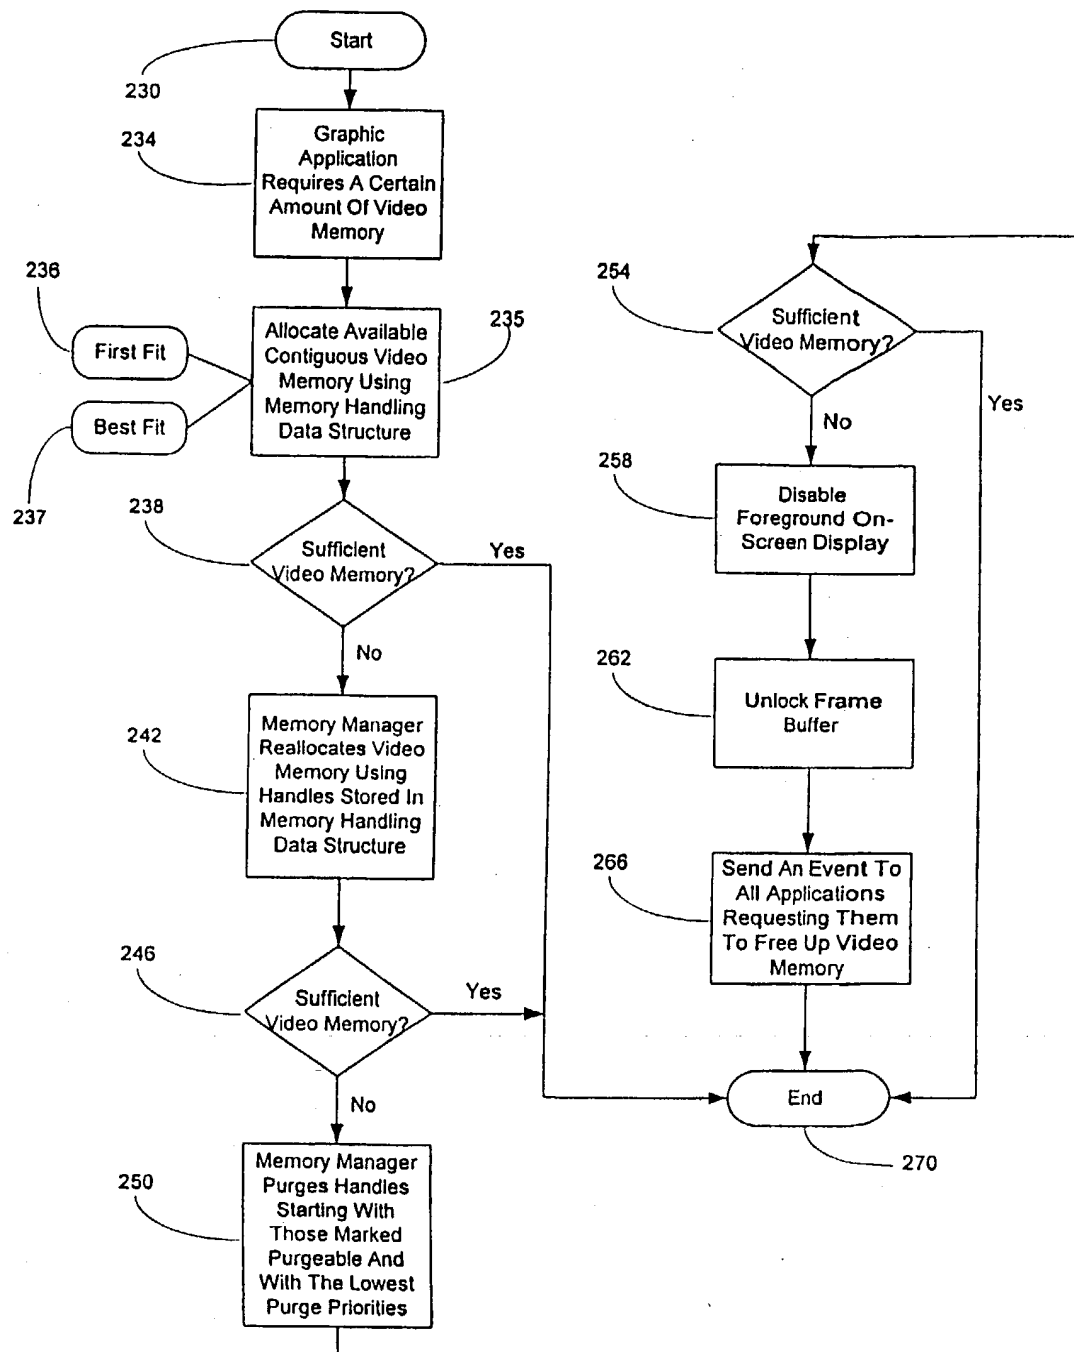 Start
230
234
Graphic
Application
Requires A Certain
Amount Of Video
Memory
236
First Fit
Best Fit
237
Allocate Available
Contiguous Video
Memory Using
Memory Handling
Data Structure
235
238
Sufficient
Video Memory?
Yes
No
242
Memory Manager
Reallocates Video
Memory Using
Handles Stored In
Memory Handling
Data Structure
246
Sufficient
Video Memory?
Yes
No
250
Memory Manager
Purges Handles
Starting With
Those Marked
Purgeable And
With The Lowest
Purge Priorities
254
Sufficient
Video Memory?
Yes
No
258
Disable
Foreground On-
Screen Display
262
Unlock Frame
Buffer
266
Send An Event To
All Applications
Requesting Them
To Free Up Video
Memory
End
270